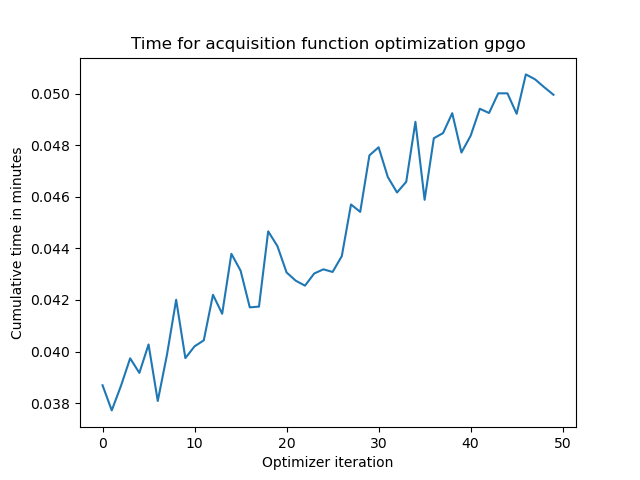 Time for acquisition function optimization gpgo
0.050
0.048
0.046
0.044
0.042
0.040
0.038
Cumulative time in minutes
0 10 20 30 40 50
Optimizer iteration